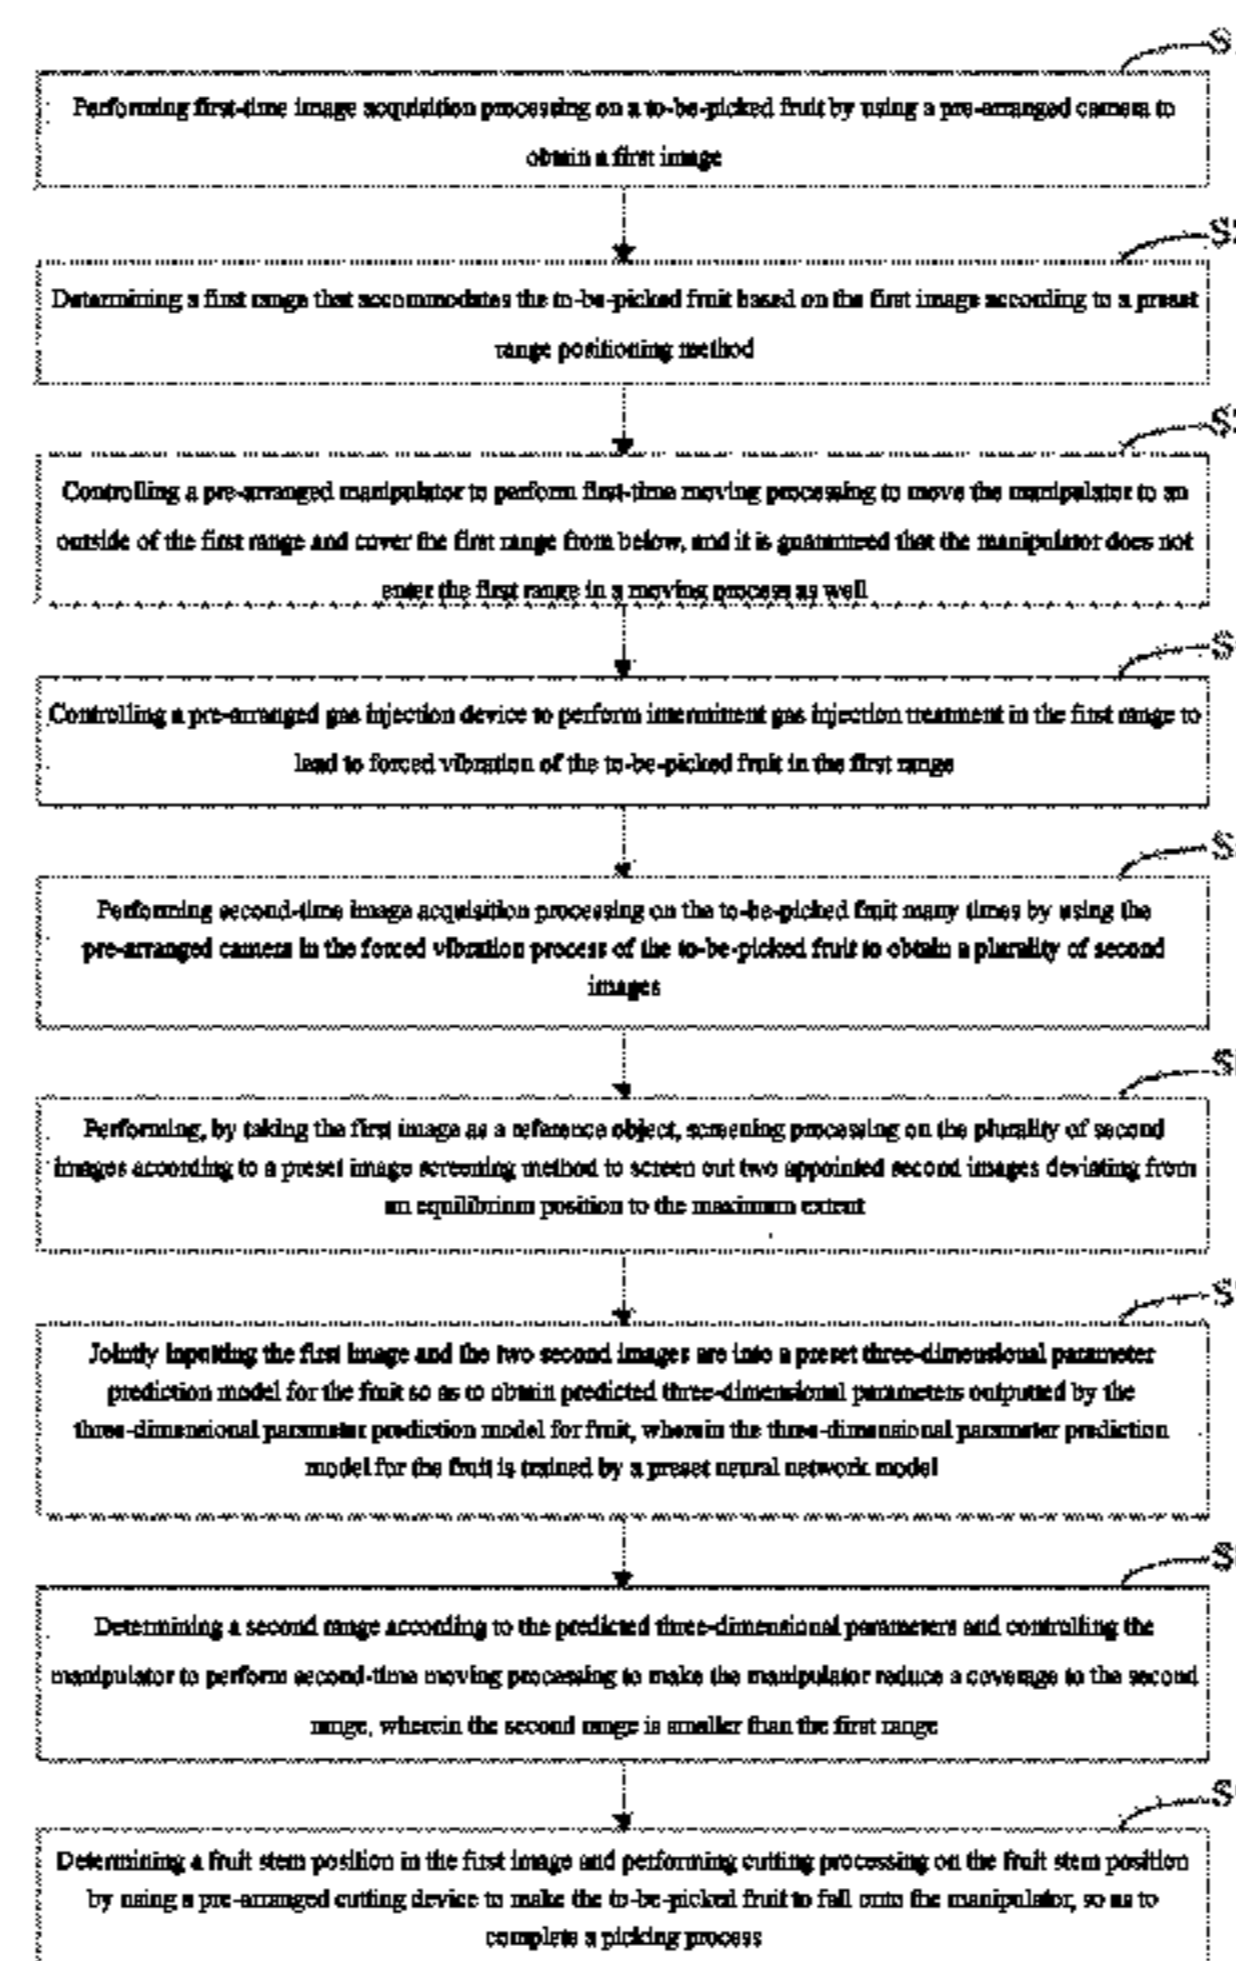 S
Performing first-time image acquisition processing on a to-be-picked fruit by using a pre-arranged camera to
obtain a first image
S
Determining a first range that accommodates the to-be-picked fruit based on the first image according to a preset
range positioning method
S
Controlling a pre-arranged manipulator to perform first-time moving processing to move the manipulator to an
outside of the first range and cover the first range from below, and it is guaranteed that the manipulator does not
enter the first range in a moving process as well
S
Controlling a pre-arranged gas injection device to perform intermittent gas injection treatment in the first range to
lead to forced vibration of the to-be-picked fruit in the first range
S
Performing second-time image acquisition processing on the to-be-picked fruit many times by using the
pre-arranged camera in the forced vibration process of the to-be-picked fruit to obtain a plurality of second
images
S
Performing, by taking the first image as a reference object, screening processing on the plurality of second
images according to a preset image screening method to screen out two appointed second images deviating from
an equilibrium position to the maximum extent
S
Jointly inputting the first image and the two second images are into a preset three-dimensional parameter
prediction model for the fruit so as to obtain predicted three-dimensional parameters outputted by the
three-dimensional parameter prediction model for fruit, wherein the three-dimensional parameter prediction
model for the fruit is trained by a preset neural network model
S
Determining a second range according to the predicted three-dimensional parameters and controlling the
manipulator to perform second-time moving processing to make the manipulator reduce a coverage to the second
range, wherein the second range is smaller than the first range
S
Determining a fruit stem position in the first image and performing cutting processing on the fruit stem position
by using a pre-arranged cutting device to make the to-be-picked fruit to fall onto the manipulator, so as to
complete a picking process